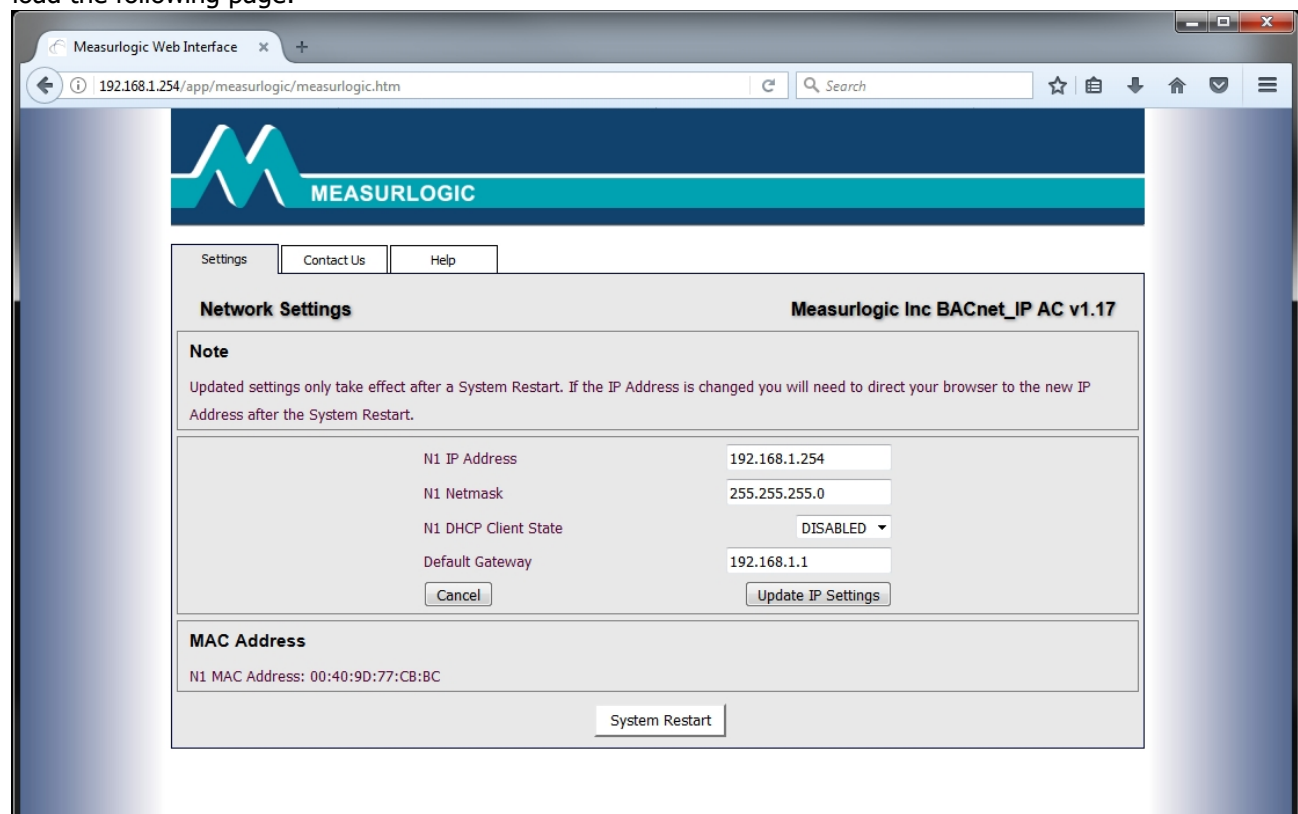 load the following page.
Measurlogic Web Interface
192.168.1.254/app/measurlogic/measurlogic.htm
Search
MEASURLOGIC
Settings Contact Us Help
Network Settings Measurlogic Inc BACnet_IP AC v1.17
Note
Updated settings only take effect after a System Restart. If the IP Address is changed you will need to direct your browser to the new IP
Address after the System Restart.
N1 IP Address 192.168.1.254
N1 Netmask 255.255.255.0
N1 DHCP Client State DISABLED
Default Gateway 192.168.1.1
Cancel Update IP Settings
MAC Address
N1 MAC Address: 00:40:9D:77:CB:BC
System Restart